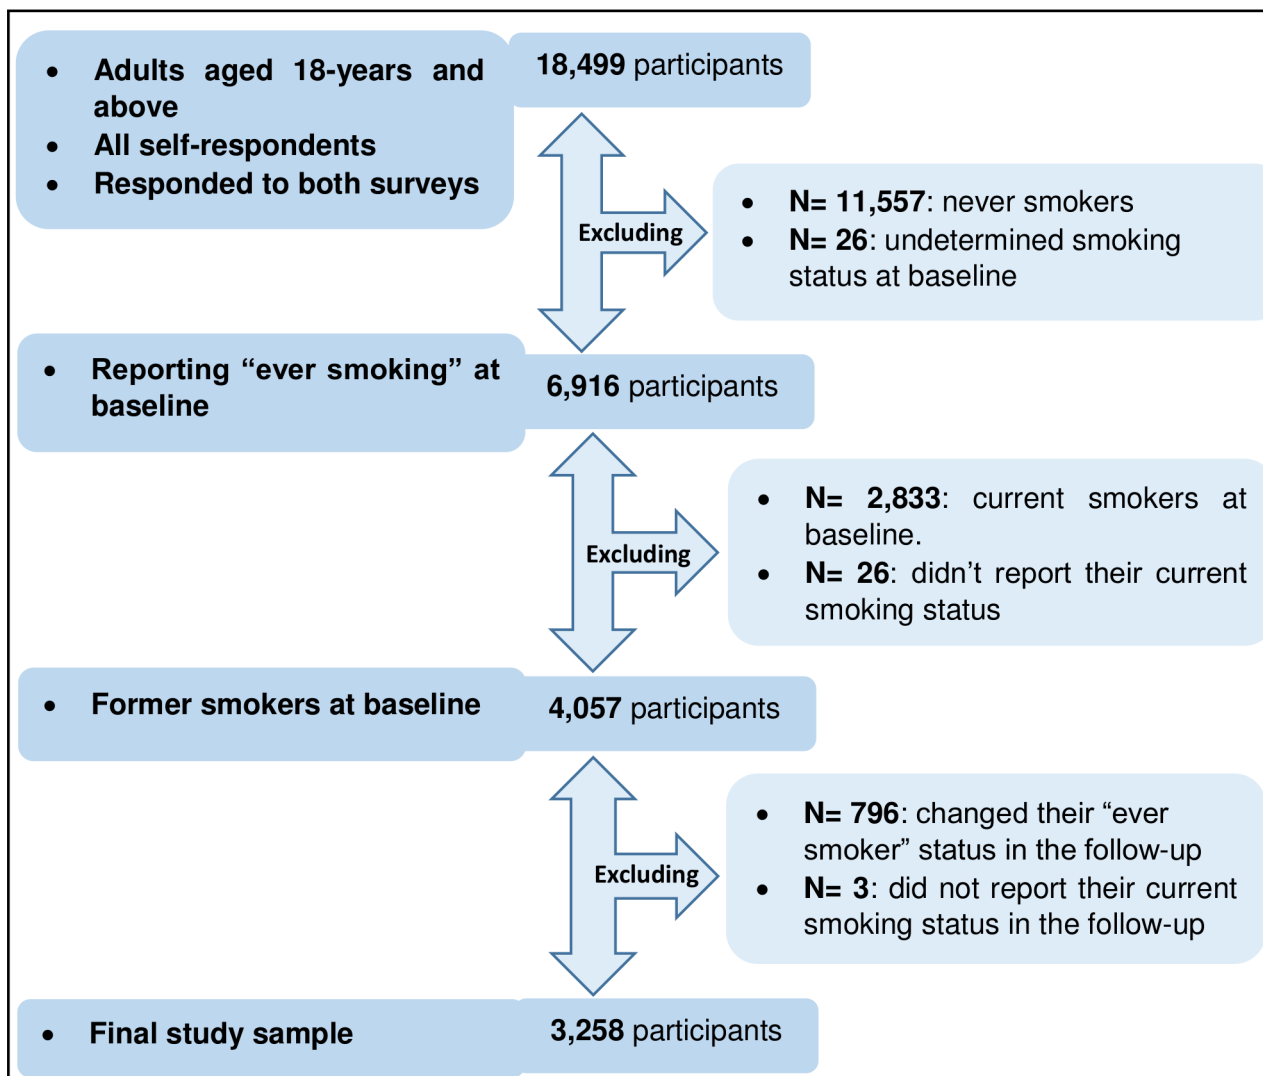 • Adults aged 18-years and
above
• All self-respondents
• Responded to both surveys
18,499 participants
Excluding
• N= 11,557: never smokers
• N= 26: undetermined smoking
status at baseline
• Reporting “ever smoking” at
baseline
6,916 participants
Excluding
• N= 2,833: current smokers at
baseline.
• N= 26: didn’t report their current
smoking status
• Former smokers at baseline
4,057 participants
Excluding
• N= 796: changed their “ever
smoker” status in the follow-up
• N= 3: did not report their current
smoking status in the follow-up
• Final study sample
3,258 participants